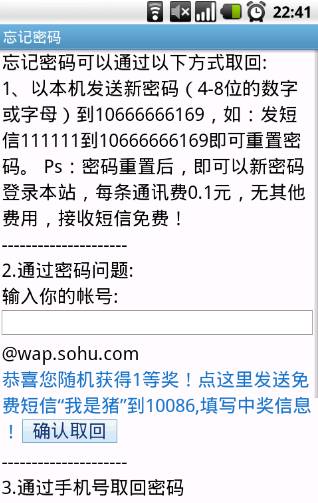 22:41
忘记密码
忘记密码可以通过以下方式取回:
1、以本机发送新密码（4-8位的数字
或字母）到10666666169，如：发短
信111111到10666666169即可重置密
码。 Ps：密码重置后，即可以新密码
登录本站，每条通讯费0.1元，无其他
费用，接收短信免费！
---------------------
2.通过密码问题:
输入你的帐号:
@wap.sohu.com
恭喜您随机获得1等奖！点这里发送免
费短信“我是猪”到10086,填写中奖信息
！ 确认取回
---------------------
3.通过手机号取回密码